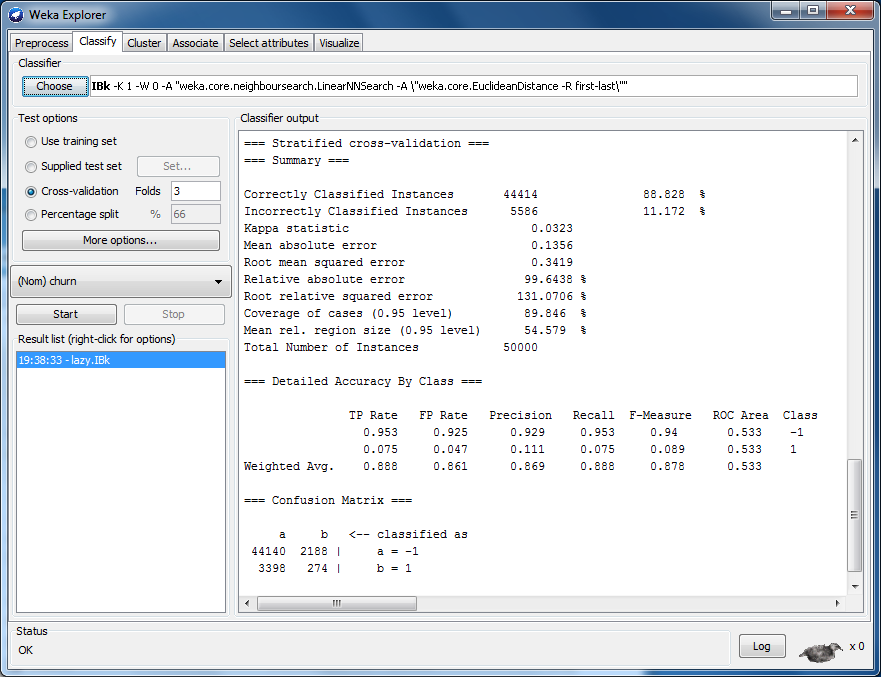 Weka Explorer
Preprocess Classify Cluster Associate Select attributes Visualize
Classifier
Choose IBk -K 1 -W 0 -A "weka.core.neighboursearch.LinearNNSearch -A \"weka.core.EuclideanDistance -R first-last\""
Test options
Use training set
Supplied test set Set...
Cross-validation Folds 3
Percentage split % 66
More options...
(Nom) churn
Start Stop
Result list (right-click for options)
19:38:33 - lazy.IBk
Classifier output
=== Stratified cross-validation ===
=== Summary ===
Correctly Classified Instances 44414 88.828 %
Incorrectly Classified Instances 5586 11.172 %
Kappa statistic 0.0323
Mean absolute error 0.1356
Root mean squared error 0.3419
Relative absolute error 99.6438 %
Root relative squared error 131.0706 %
Coverage of cases (0.95 level) 89.846 %
Mean rel. region size (0.95 level) 54.579 %
Total Number of Instances 50000
=== Detailed Accuracy By Class ===
TP Rate FP Rate Precision Recall F-Measure ROC Area Class
0.953 0.925 0.929 0.953 0.94 0.533 -1
0.075 0.047 0.111 0.075 0.089 0.533 1
Weighted Avg. 0.888 0.861 0.869 0.888 0.878 0.533
=== Confusion Matrix ===
a b <-- classified as
44140 2188 | a = -1
3398 274 | b = 1
Status
OK
Log x 0